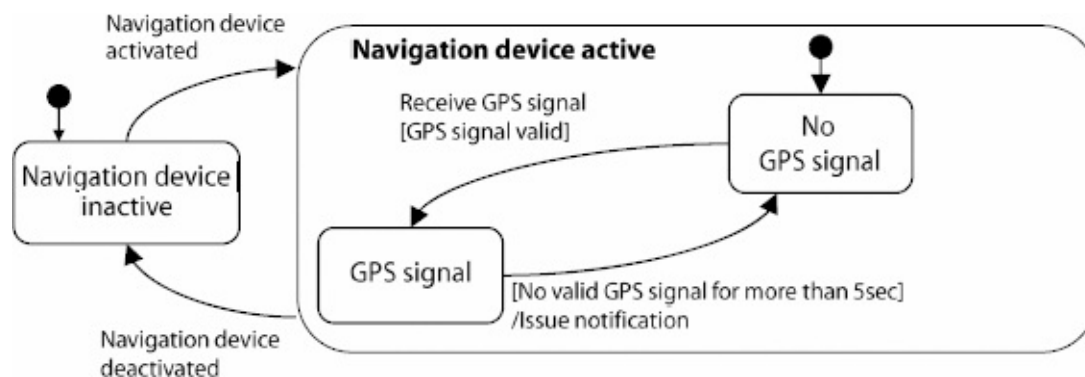 Navigation device
activated
Navigation device active
Receive GPS signal
[GPS signal valid]
No
GPS signal
Navigation device
inactive
GPS signal
[No valid GPS signal for more than 5sec]
/Issue notification
Navigation device
deactivated